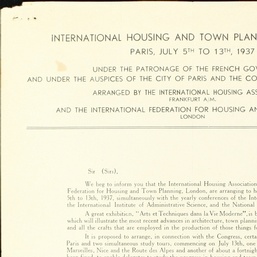 INTERNATIONAL HOUSING AND TOWN PLAN
PARIS, JULY 5TH TO 13TH, 1937
UNDER THE PATRONAGE OF THE FRENCH GOV
AND UNDER THE AUSPICES OF THE CITY OF PARIS AND THE CO
ARRANGED BY THE INTERNATIONAL HOUSING ASS
FRANKFURT A.M.
AND THE INTERNATIONAL FEDERATION FOR HOUSING AN
LONDON
Sir (Sirs),
We beg to inform you that the International Housing Association
Federation for Housing and Town Planning, London, are arranging to h
5th to 13th, 1937, simultaneously with the yearly conferences of the Inter
the International Institute of Administrative Science, and the National
A great exhibition, "Arts et Techniques dans la Vie Moderne", is b
which will illustrate the most recent advances in architecture, town plannin
and all the crafts that are employed in the production of those things f
It is proposed to arrange, in connection with the Congress, certa
Paris and two simultaneous study tours, commencing on July 13th, one
Marseilles, Nice and the Route des Alpes and another of about a fortnigh